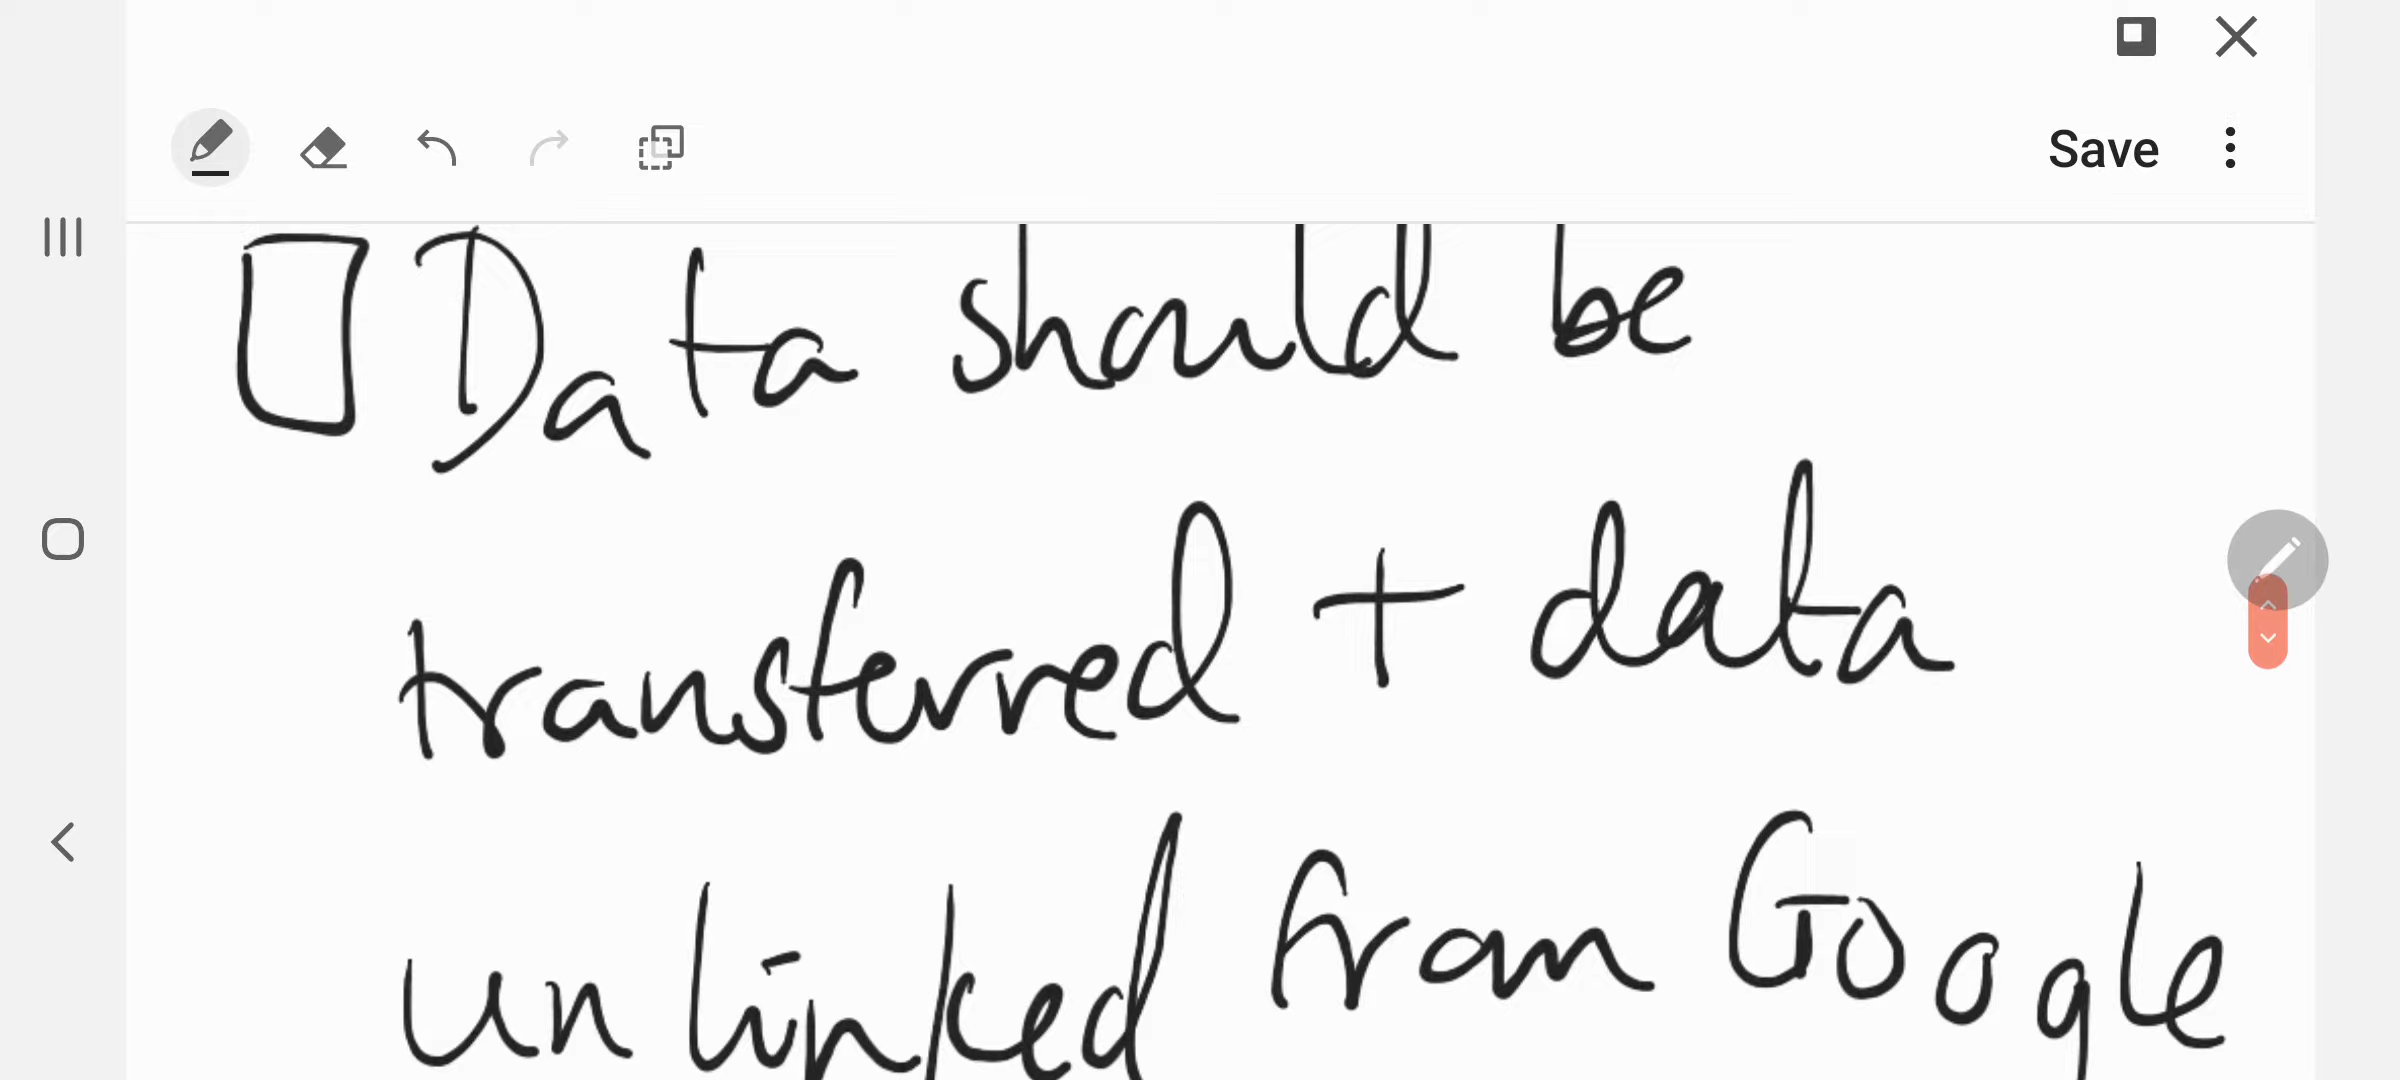 Save
☐ Data should be
transferred + data
unlinked from Google